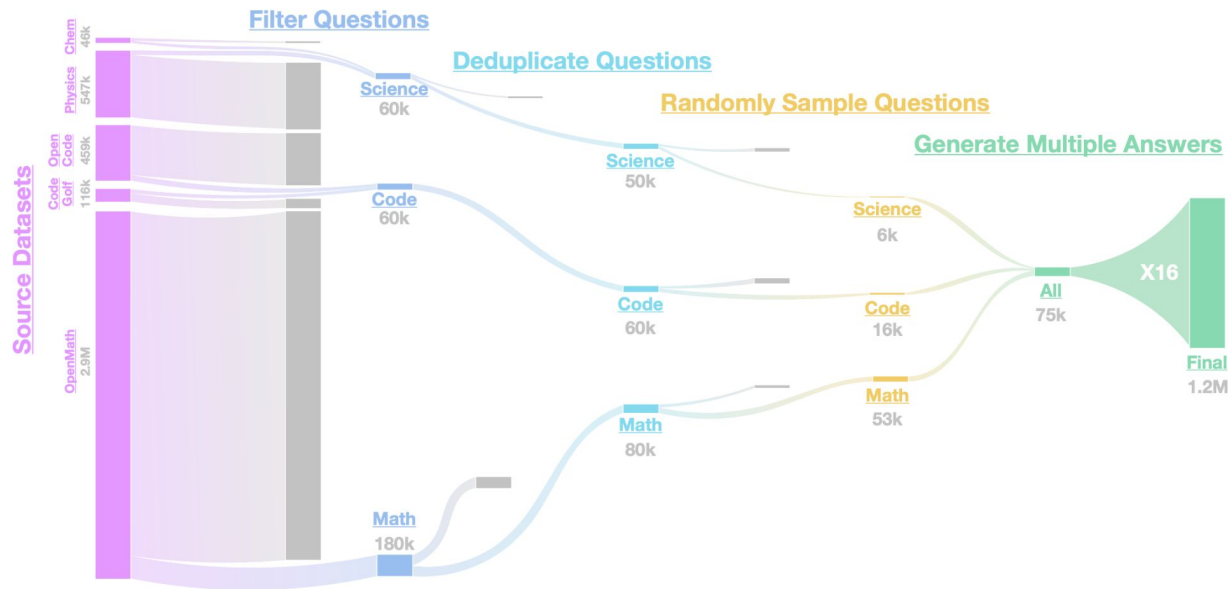 Source Datasets
Chem
46k
Physics
547k
Open
Code
459k
Code
Golf
116k
OpenMath
2.9M
Filter Questions
Science
60k
Code
60k
Math
180k
Deduplicate Questions
Science
50k
Code
60k
Math
80k
Randomly Sample Questions
Science
6k
Code
16k
Math
53k
Generate Multiple Answers
All
75k
X16
Final
1.2M